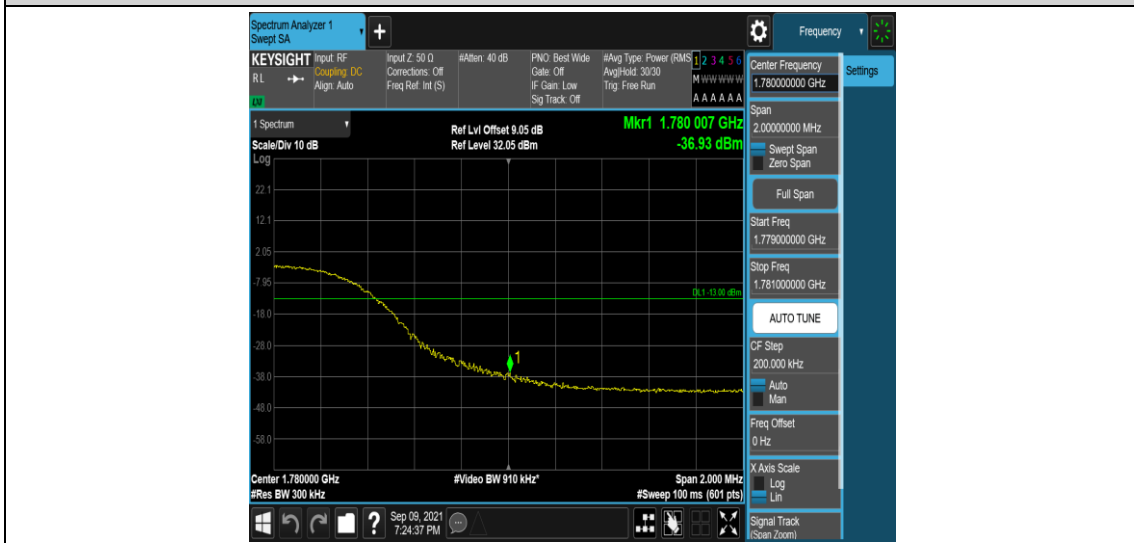 Spectrum Analyzer 1
Swept SA
+
Frequency
KEYSIGHT
RL
LXI
Input: RF
Coupling: DC
Align: Auto
Input Z: 50 Ω
Corrections: Off
Freq Ref: Int (S)
#Atten: 40 dB
PNO: Best Wide
Gate: Off
IF Gain: Low
Sig Track: Off
#Avg Type: Power (RMS
Avg|Hold: 30/30
Trig: Free Run
1 2 3 4 5 6
M W W W W W
A A A A A A
1 Spectrum
Scale/Div 10 dB
Log
Ref Lvl Offset 9.05 dB
Ref Level 32.05 dBm
Mkr1 1.780 007 GHz
-36.93 dBm
22.1
12.1
2.05
-7.95
DL1 -13.00 dBm
-18.0
-28.0
1
-38.0
-48.0
-58.0
Center 1.780000 GHz
#Res BW 300 kHz
#Video BW 910 kHz*
Span 2.000 MHz
#Sweep 100 ms (601 pts)
?
Sep 09, 2021
7:24:37 PM
Center Frequency
1.780000000 GHz
Settings
Span
2.00000000 MHz
Swept Span
Zero Span
Full Span
Start Freq
1.779000000 GHz
Stop Freq
1.781000000 GHz
AUTO TUNE
CF Step
200.000 kHz
Auto
Man
Freq Offset
0 Hz
X Axis Scale
Log
Lin
Signal Track
(Span Zoom)